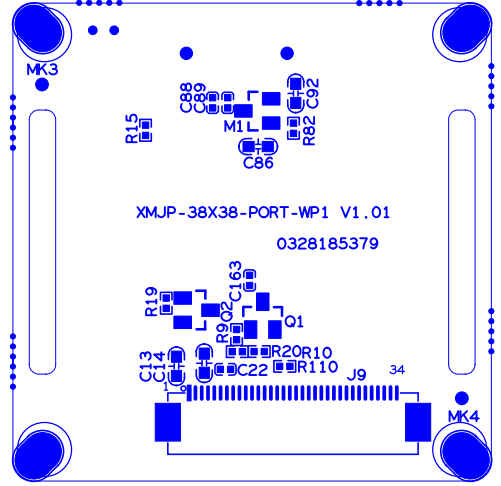 MK3
C88
C89
C92
R15
M1
R82
C86
XMJP-38X38-PORT-WP1 V1.01
0328185379
C163
R19
Q2
Q1
R9
R20
R10
C13
C14
C22
R110
1
J9
34
MK4